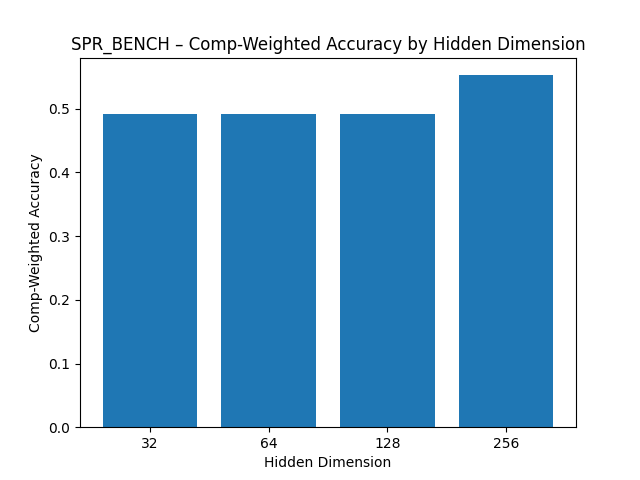 SPR_BENCH – Comp-Weighted Accuracy by Hidden Dimension
Comp-Weighted Accuracy
0.5
0.4
0.3
0.2
0.1
0.0
32 64 128 256
Hidden Dimension